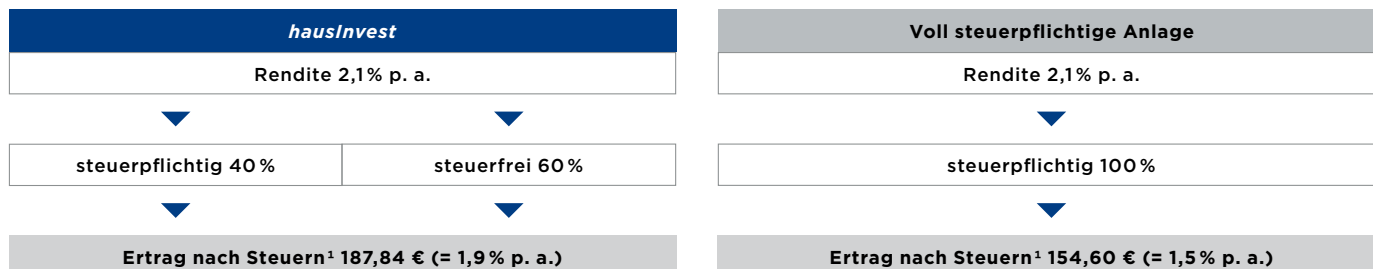 hausInvest
Rendite 2,1% p. a.
steuerpflichtig 40 %
steuerfrei 60 %
Ertrag nach Steuern¹ 187,84 € (= 1,9 % p. a.)
Voll steuerpflichtige Anlage
Rendite 2,1% p. a.
steuerpflichtig 100 %
Ertrag nach Steuern¹ 154,60 € (= 1,5 % p. a.)